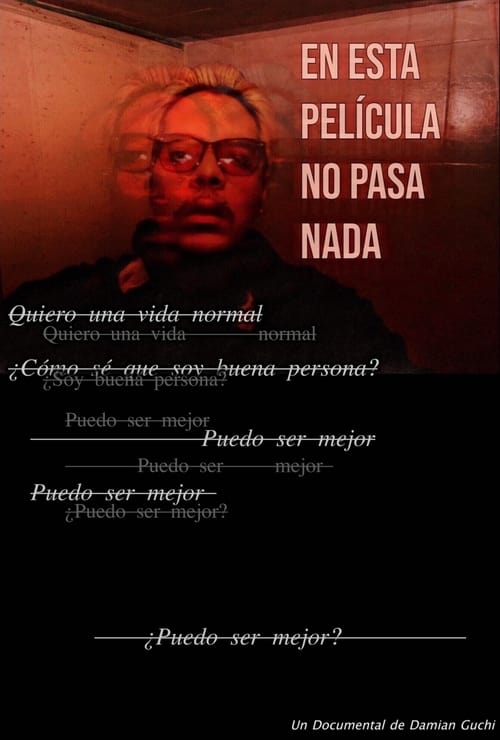 EN ESTA
PELÍCULA
NO PASA
NADA
Quiero una vida normal
Quiero una vida normal
¿Cómo sé que soy buena persona?
¿Soy buena persona?
Puedo ser mejor
Puedo ser mejor
Puedo ser mejor
Puedo ser mejor
¿Puedo ser mejor?
¿Puedo ser mejor?
Un Documental de Damian Guchi